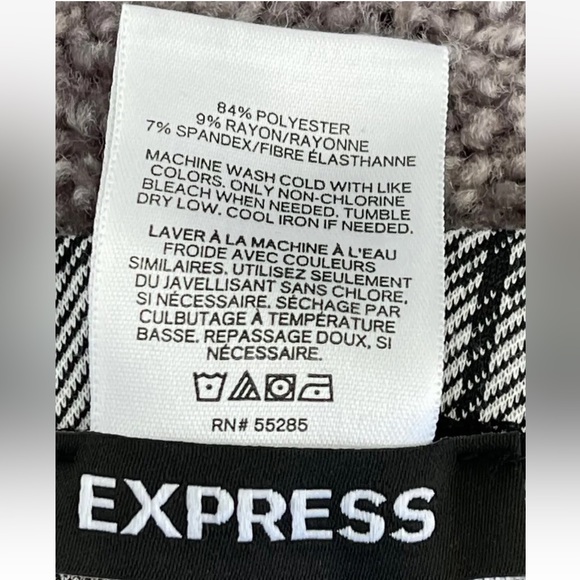 84% POLYESTER
9% RAYON/RAYONNE
7% SPANDEX/FIBRE ÉLASTHANNE
MACHINE WASH COLD WITH LIKE
COLORS. ONLY NON-CHLORINE
BLEACH WHEN NEEDED. TUMBLE
DRY LOW. COOL IRON IF NEEDED.
LAVER À LA MACHINE À L'EAU
FROIDE AVEC COULEURS
SIMILAIRES. UTILISEZ SEULEMENT
DU JAVELLISANT SANS CHLORE,
SI NÉCESSAIRE. SÉCHAGE PAR
CULBUTAGE À TEMPÉRATURE
BASSE. REPASSAGE DOUX, SI
NÉCESSAIRE.
RN# 55285
EXPRESS